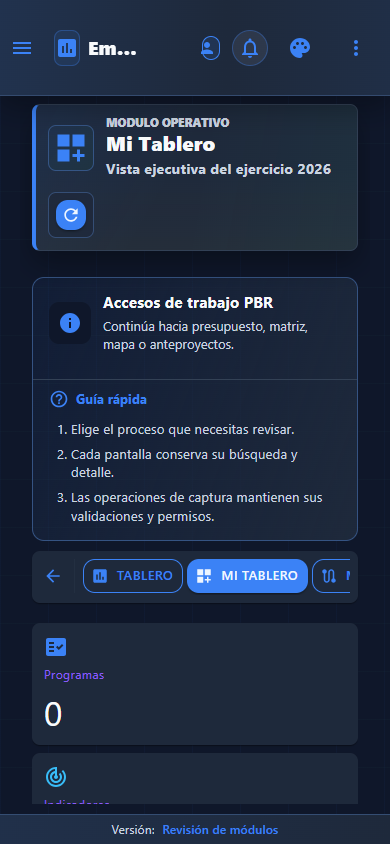 Em...
MODULO OPERATIVO
Mi Tablero
Vista ejecutiva del ejercicio 2026
Accesos de trabajo PBR
Continúa hacia presupuesto, matriz,
mapa o anteproyectos.
Guía rápida
1. Elige el proceso que necesitas revisar.
2. Cada pantalla conserva su búsqueda y
detalle.
3. Las operaciones de captura mantienen sus
validaciones y permisos.
TABLERO
MI TABLERO
Programas
0
Indicadores
Versión: Revisión de módulos